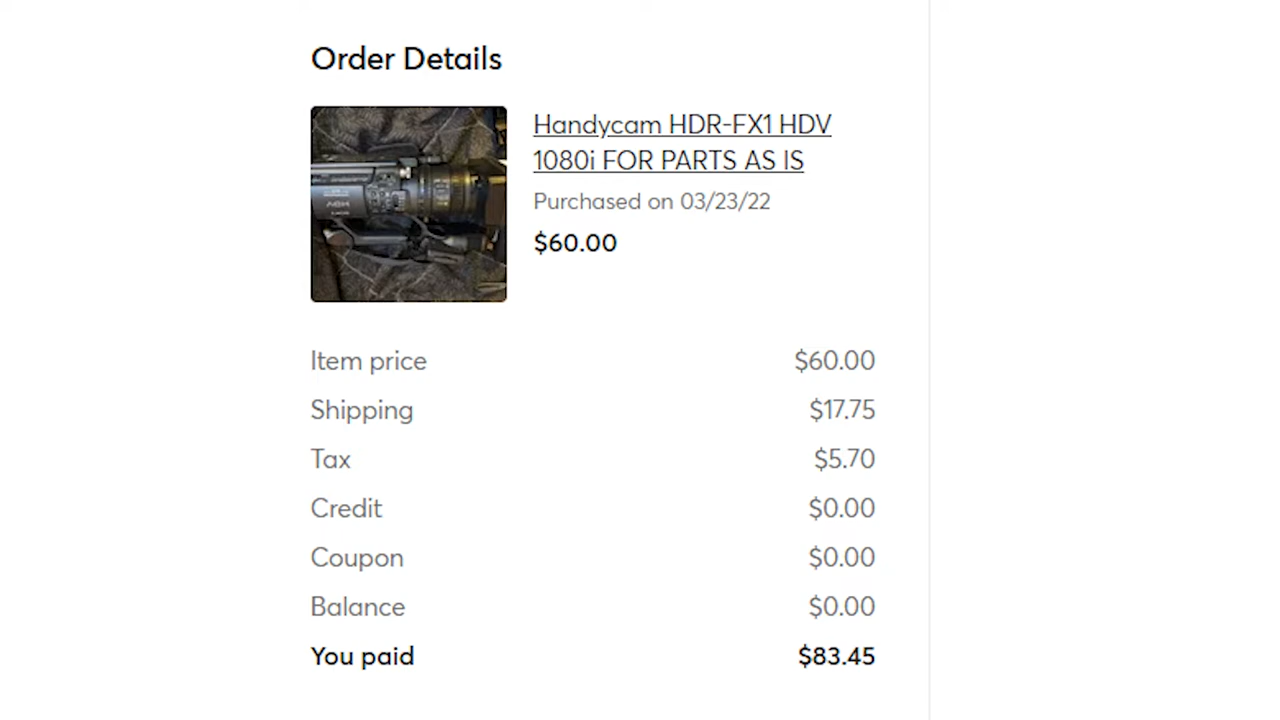 Order Details
Handycam HDR-FX1 HDV
1080i FOR PARTS AS IS
Purchased on 03/23/22
$60.00
Item price $60.00
Shipping $17.75
Tax $5.70
Credit $0.00
Coupon $0.00
Balance $0.00
You paid $83.45